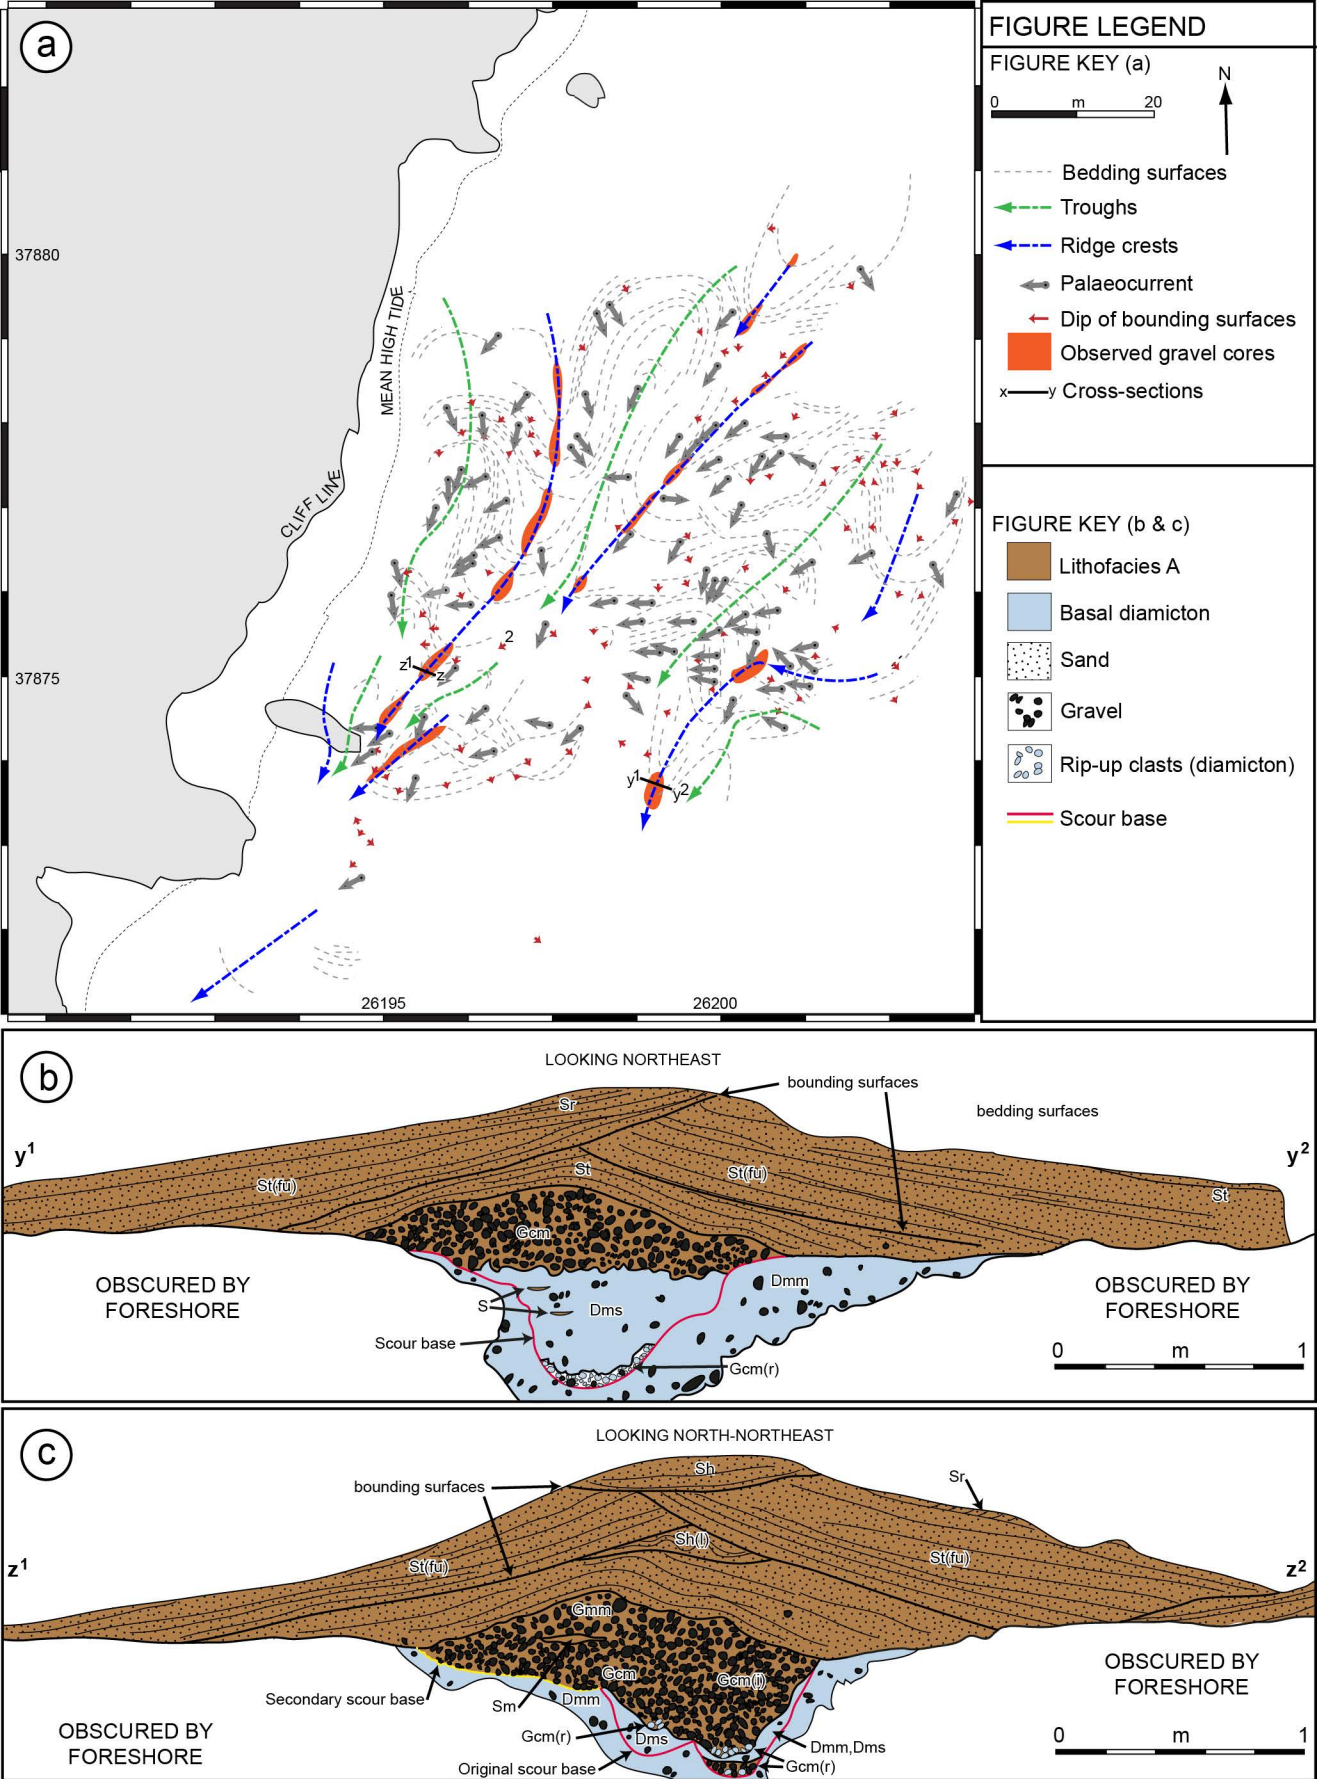 a
37880
37875
MEAN HIGH TIDE
CLIFF LINE
2
z1
z
y1
y2
26195
26200
FIGURE LEGEND
FIGURE KEY (a)
0 m 20
N
Bedding surfaces
Troughs
Ridge crests
Palaeocurrent
Dip of bounding surfaces
Observed gravel cores
x y Cross-sections
FIGURE KEY (b & c)
Lithofacies A
Basal diamicton
Sand
Gravel
Rip-up clasts (diamicton)
Scour base
b
LOOKING NORTHEAST
bounding surfaces
bedding surfaces
y1
y2
Sr
St
St(fu)
St(fu)
St
Gcm
OBSCURED BY
FORESHORE
S
Dms
Dmm
Scour base
Gcm(r)
OBSCURED BY
FORESHORE
0 m 1
c
LOOKING NORTH-NORTHEAST
bounding surfaces
Sh
Sr
Sh(l)
St(fu)
St(fu)
z1
z2
Gmm
Gcm
Gcm(i)
Secondary scour base
Sm
Dmm
Gcm(r)
Dms
Original scour base
Dmm,Dms
Gcm(r)
OBSCURED BY
FORESHORE
OBSCURED BY
FORESHORE
0 m 1